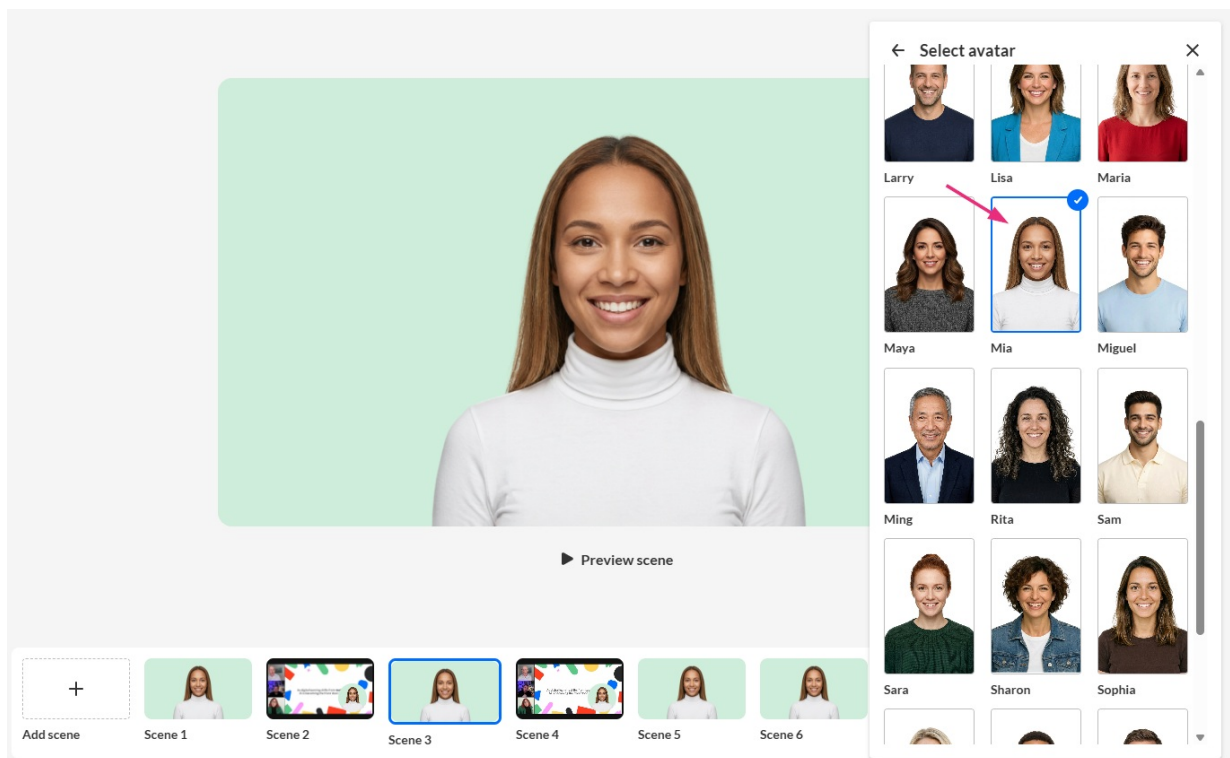 Select avatar
Larry
Lisa
Maria
Maya
Mia
Miguel
Ming
Rita
Sam
Sara
Sharon
Sophia
Preview scene
Add scene
Scene 1
Scene 2
Scene 3
Scene 4
Scene 5
Scene 6